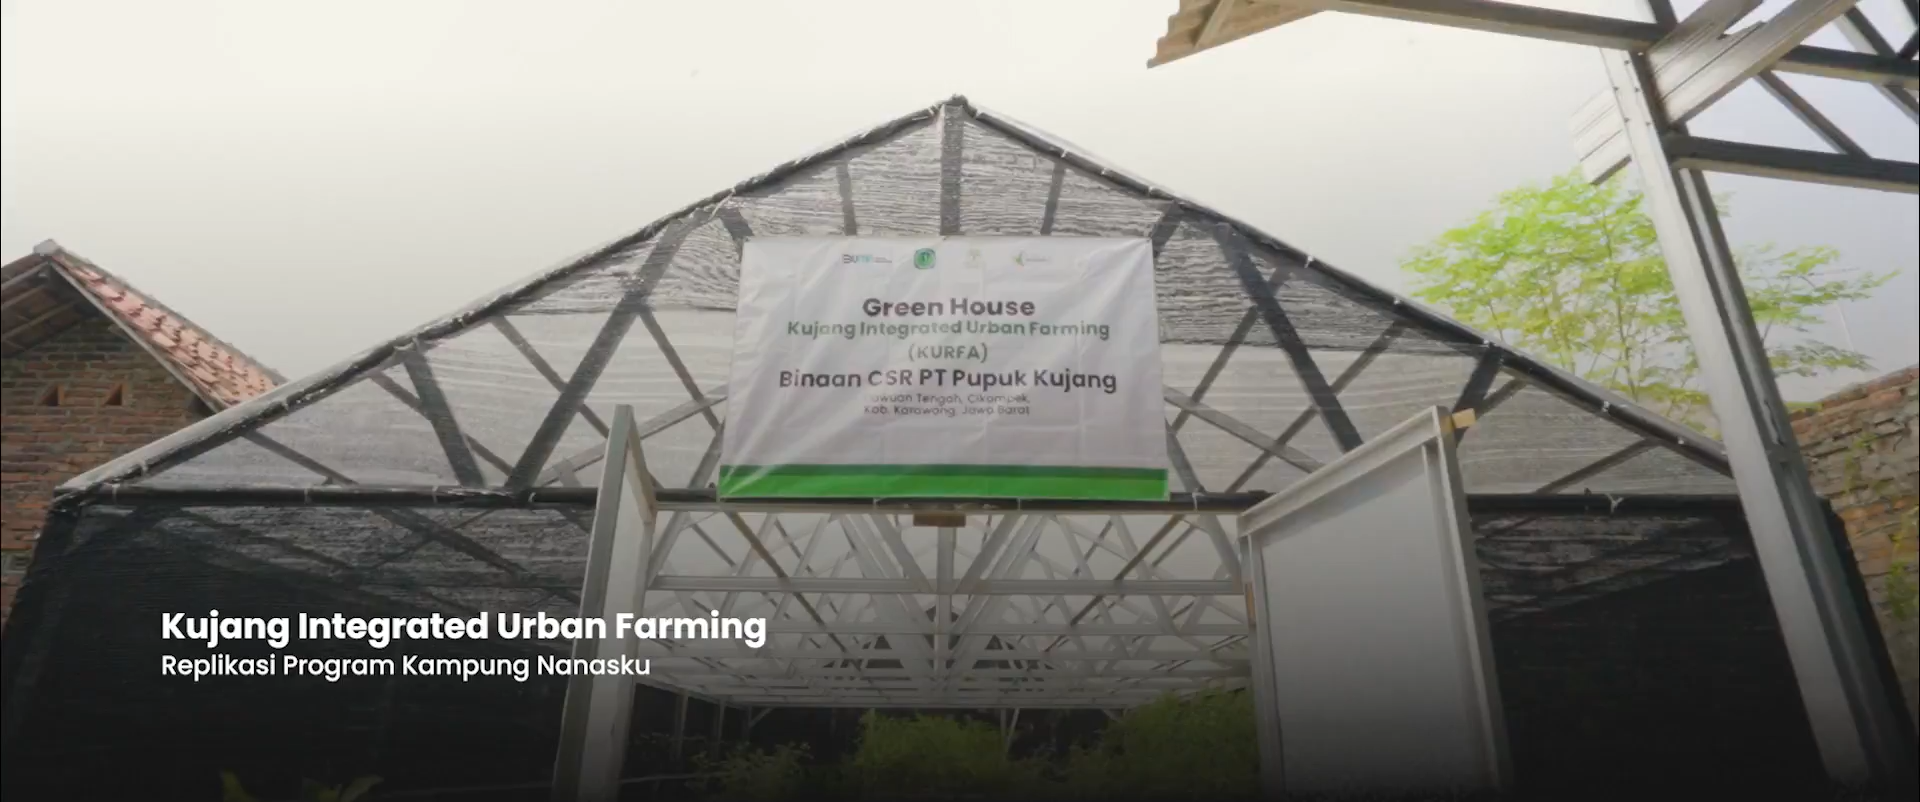 Green House
Kujang Integrated Urban Farming
(KURFA)
Binaan CSR PT Pupuk Kujang
Tengah, Cikampek,
Kab. Karawang, Jawa Barat
Kujang Integrated Urban Farming
Replikasi Program Kampung Nanasku